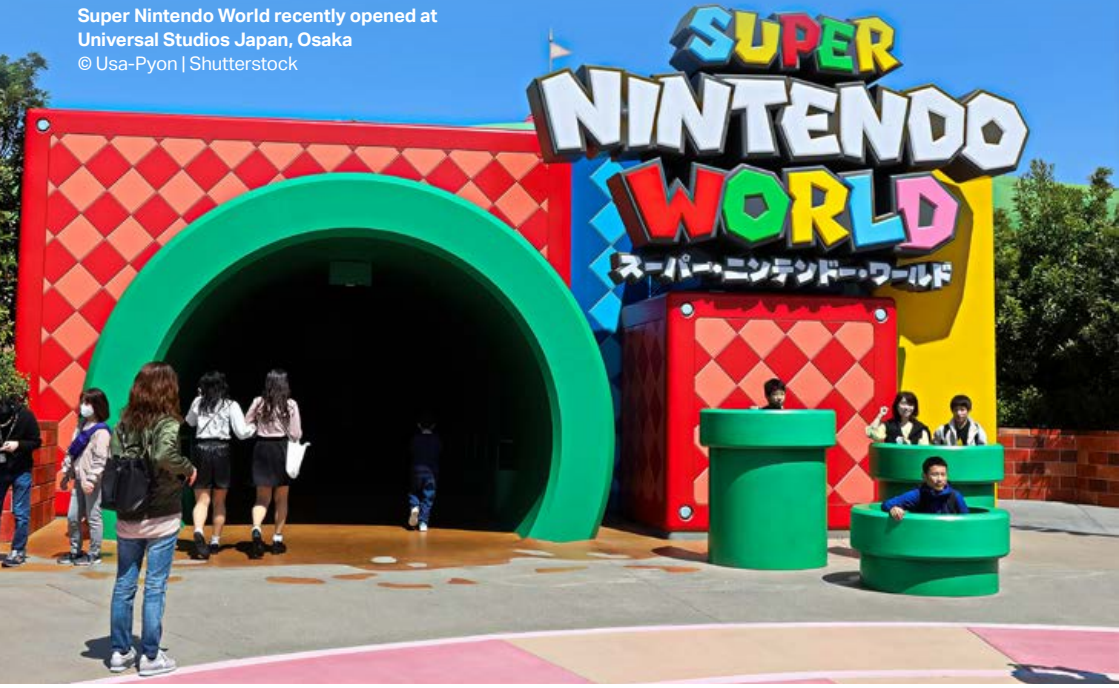 Super Nintendo World recently opened at
Universal Studios Japan, Osaka
© Usa-Pyon | Shutterstock
SUPER
NINTENDO
WORLD
スーパー・ニンテンドー・ワールド